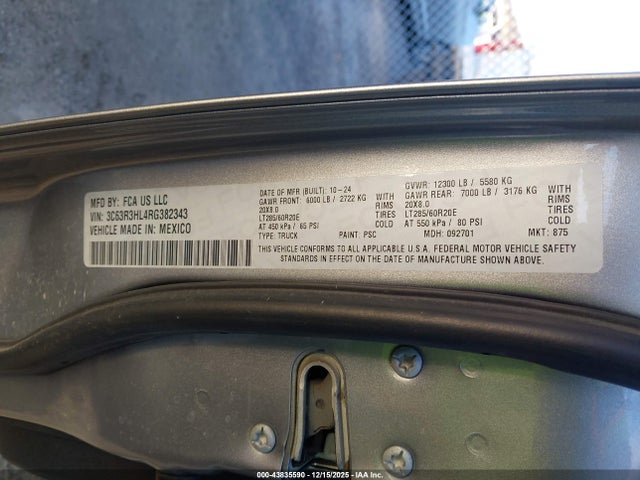 MFD BY: FCA US LLC
VIN: 3C63R3HL4RG382343
VEHICLE MADE IN: MEXICO
DATE OF MFR (BUILT): 10-24
GAWR FRONT: 6000 LB / 2722 KG
WITH
20X8.0 RIMS
LT285/60R20E TIRES
AT 450 kPa / 65 PSI COLD
TYPE: TRUCK PAINT: PSC
GVWR: 12300 LB / 5580 KG
GAWR REAR: 7000 LB / 3176 KG
WITH
20X8.0 RIMS
LT285/60R20E TIRES
AT 550 kPa / 80 PSI COLD
MDH: 092701 MKT: 875
THIS VEHICLE CONFORMS TO ALL APPLICABLE U.S.A. FEDERAL MOTOR VEHICLE SAFETY
STANDARDS IN EFFECT ON THE DATE OF MANUFACTURE SHOWN ABOVE.
000-43835590 - 12/15/2025 - IAA Inc.